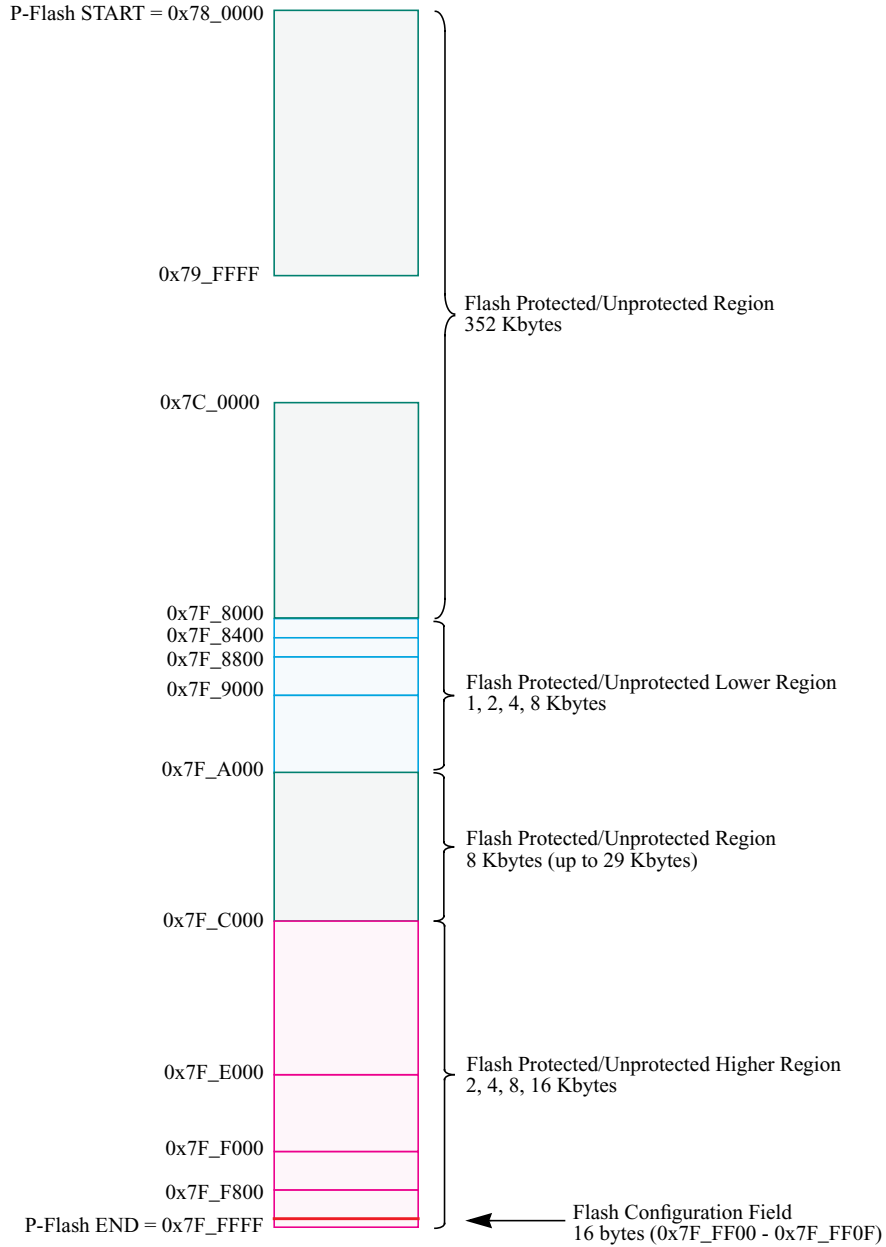 P-Flash START = 0x78_0000
0x79_FFFF
Flash Protected/Unprotected Region
352 Kbytes
0x7C_0000
0x7F_8000
0x7F_8400
0x7F_8800
0x7F_9000
Flash Protected/Unprotected Lower Region
1, 2, 4, 8 Kbytes
0x7F_A000
Flash Protected/Unprotected Region
8 Kbytes (up to 29 Kbytes)
0x7F_C000
0x7F_E000
Flash Protected/Unprotected Higher Region
2, 4, 8, 16 Kbytes
0x7F_F000
0x7F_F800
P-Flash END = 0x7F_FFFF
Flash Configuration Field
16 bytes (0x7F_FF00 - 0x7F_FF0F)